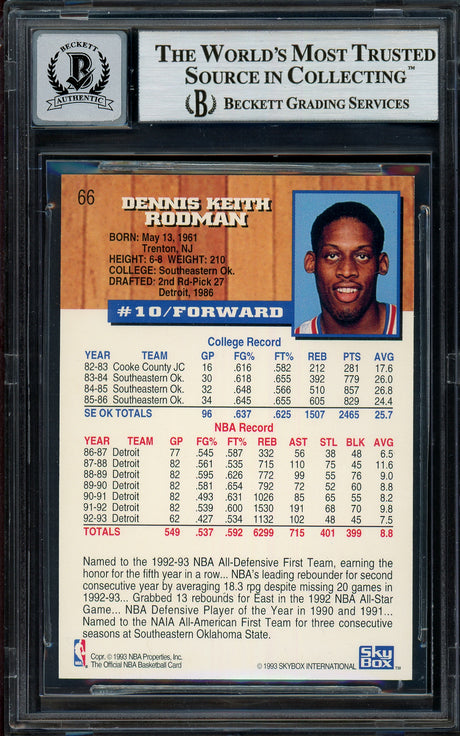 BECKETT
B
AUTHENTIC
THE WORLD'S MOST TRUSTED
SOURCE IN COLLECTING™
B BECKETT GRADING SERVICES
66
DENNIS KEITH
RODMAN
BORN: May 13, 1961
Trenton, NJ
HEIGHT: 6-8 WEIGHT: 210
COLLEGE: Southeastern Ok.
DRAFTED: 2nd Rd-Pick 27
Detroit, 1986
#10/FORWARD
College Record
YEAR TEAM GP FG% FT% REB PTS AVG
82-83 Cooke County JC 16 .616 .582 212 281 17.6
83-84 Southeastern Ok. 30 .618 .655 392 779 26.0
84-85 Southeastern Ok. 32 .648 .566 510 857 26.8
85-86 Southeastern Ok. 34 .645 .655 605 829 24.4
SE OK TOTALS 96 .637 .625 1507 2465 25.7
NBA Record
YEAR TEAM GP FG% FT% REB AST STL BLK AVG
86-87 Detroit 77 .545 .587 332 56 38 48 6.5
87-88 Detroit 82 .561 .535 715 110 75 45 11.6
88-89 Detroit 82 .595 .626 772 99 55 76 9.0
89-90 Detroit 82 .581 .654 792 72 52 60 8.8
90-91 Detroit 82 .493 .631 1026 85 65 55 8.2
91-92 Detroit 82 .539 .600 1530 191 68 70 9.8
92-93 Detroit 62 .427 .534 1132 102 48 45 7.5
TOTALS 549 .537 .592 6299 715 401 399 8.8
Named to the 1992-93 NBA All-Defensive First Team, earning the
honor for the fifth year in a row... NBA's leading rebounder for second
consecutive year by averaging 18.3 rpg despite missing 20 games in
1992-93... Grabbed 13 rebounds for East in the 1992 NBA All-Star
Game... NBA Defensive Player of the Year in 1990 and 1991...
Named to the NAIA All-American First Team for three consecutive
seasons at Southeastern Oklahoma State.
NBA
Copr. © 1993 NBA Properties, Inc.
The Official NBA Basketball Card
© 1993 SKYBOX INTERNATIONAL
SkyBox™